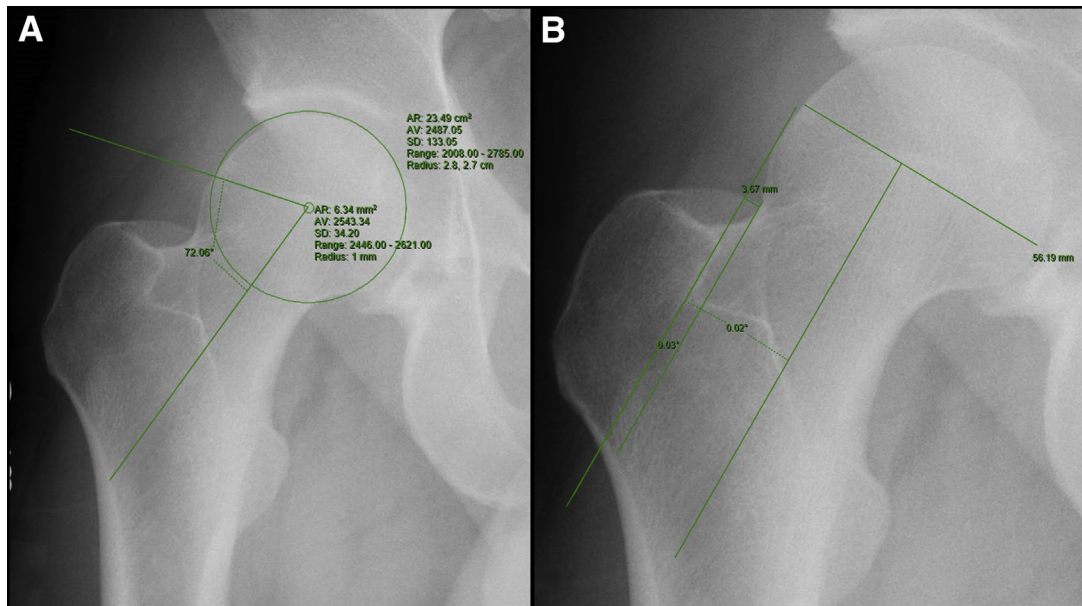 A
AR: 23.49 cm²
AV: 2487.05
SD: 133.05
Range: 2008.00 - 2785.00
Radius: 2.8, 2.7 cm
AR: 6.34 mm²
AV: 2543.34
SD: 34.20
Range: 2446.00 - 2621.00
Radius: 1 mm
72.06°
B
3.67 mm
56.19 mm
0.02°
0.03°